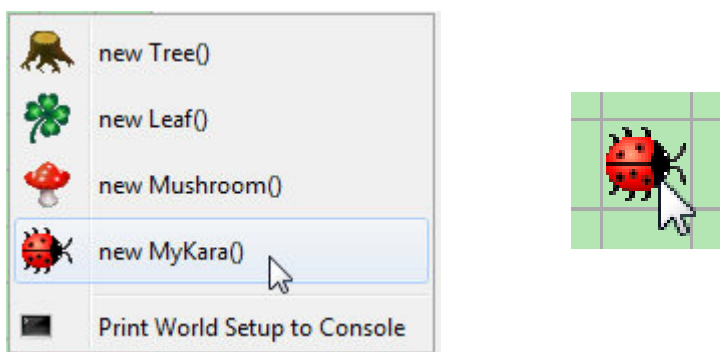 new Tree()
new Leaf()
new Mushroom()
new MyKara()
Print World Setup to Console